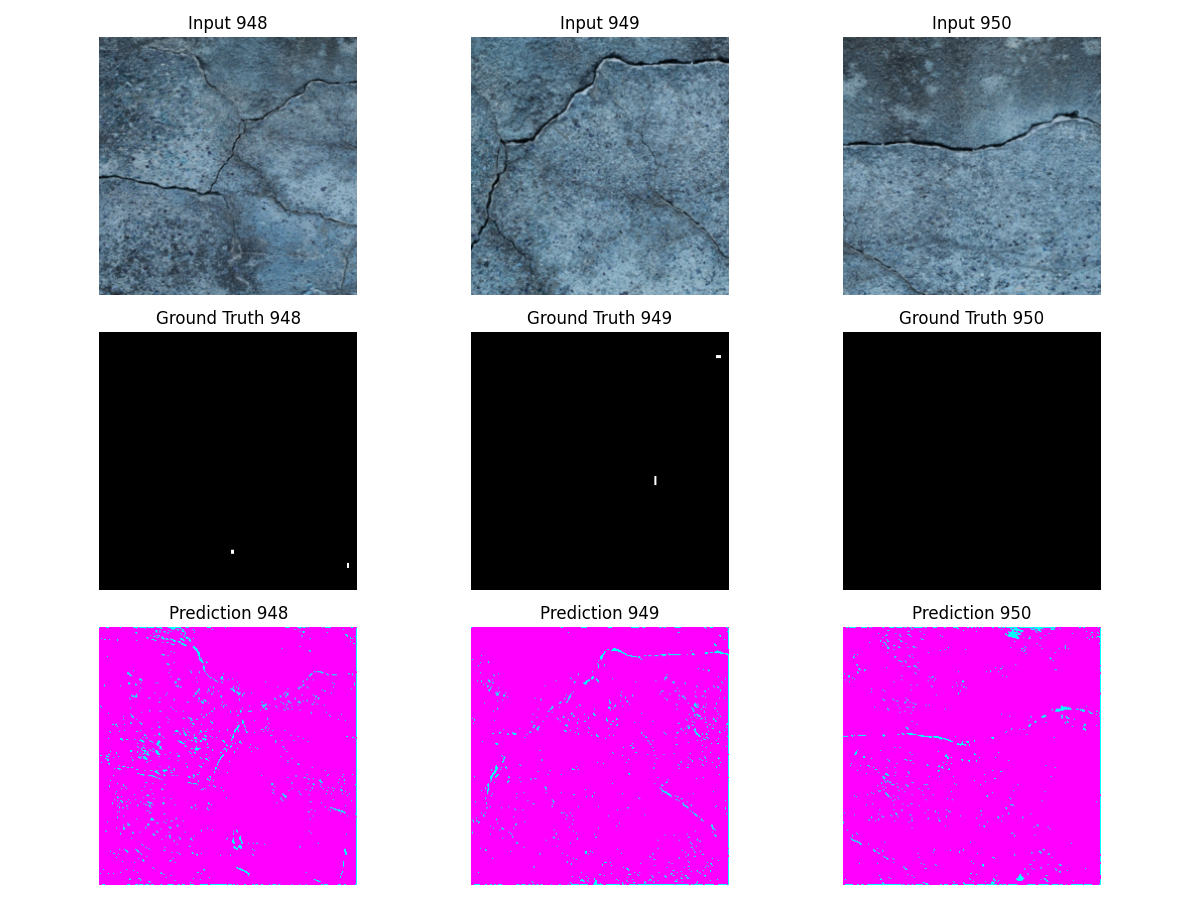 Input 948
Input 949
Input 950
Ground Truth 948
Ground Truth 949
Ground Truth 950
Prediction 948
Prediction 949
Prediction 950